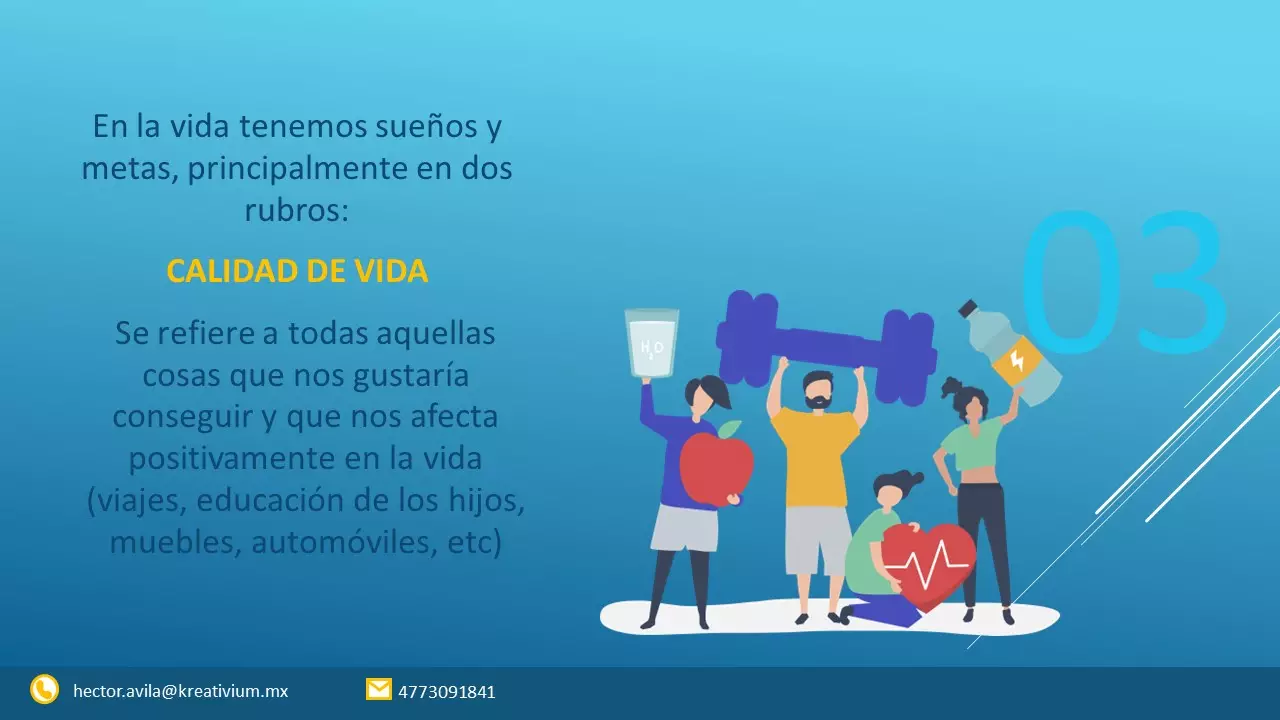 En la vida tenemos sueños y
metas, principalmente en dos
rubros:
CALIDAD DE VIDA
Se refiere a todas aquellas
cosas que nos gustaría
conseguir y que nos afecta
positivamente en la vida
(viajes, educación de los hijos,
muebles, automóviles, etc)
03
H₂O
hector.avila@kreativium.mx
4773091841